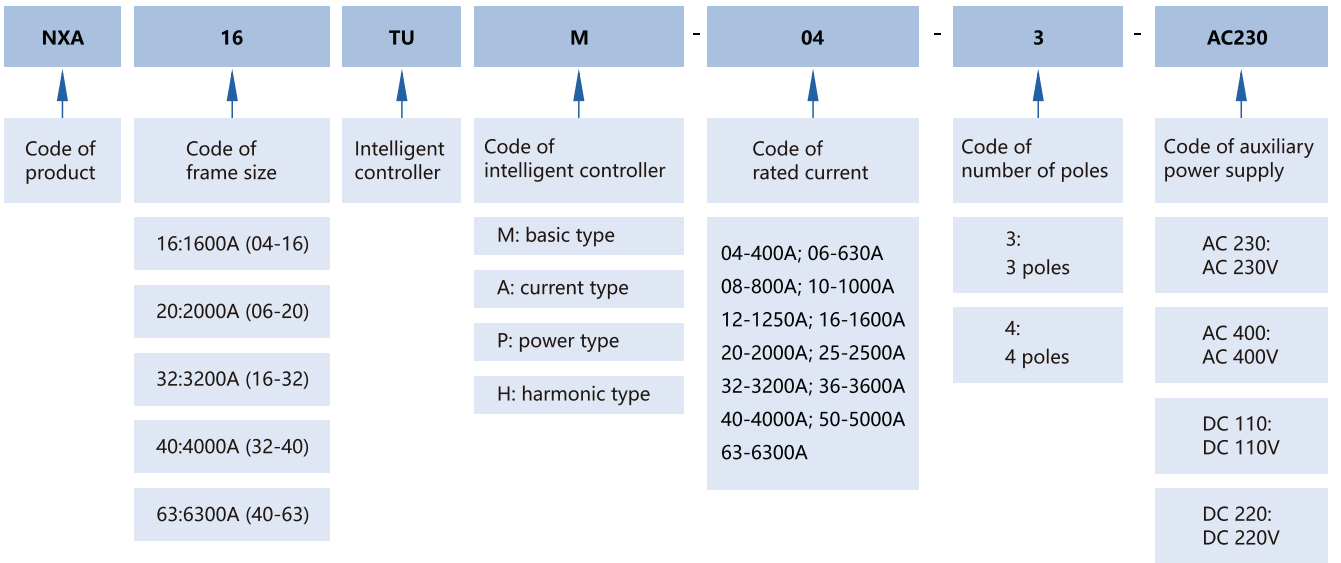 NXA 16 TU M - 04 - 3 - AC230
Code of
product
Code of
frame size
16:1600A (04-16)
20:2000A (06-20)
32:3200A (16-32)
40:4000A (32-40)
63:6300A (40-63)
Intelligent
controller
Code of
intelligent controller
M: basic type
A: current type
P: power type
H: harmonic type
Code of
rated current
04-400A; 06-630A
08-800A; 10-1000A
12-1250A; 16-1600A
20-2000A; 25-2500A
32-3200A; 36-3600A
40-4000A; 50-5000A
63-6300A
Code of
number of poles
3:
3 poles
4:
4 poles
Code of auxiliary
power supply
AC 230:
AC 230V
AC 400:
AC 400V
DC 110:
DC 110V
DC 220:
DC 220V